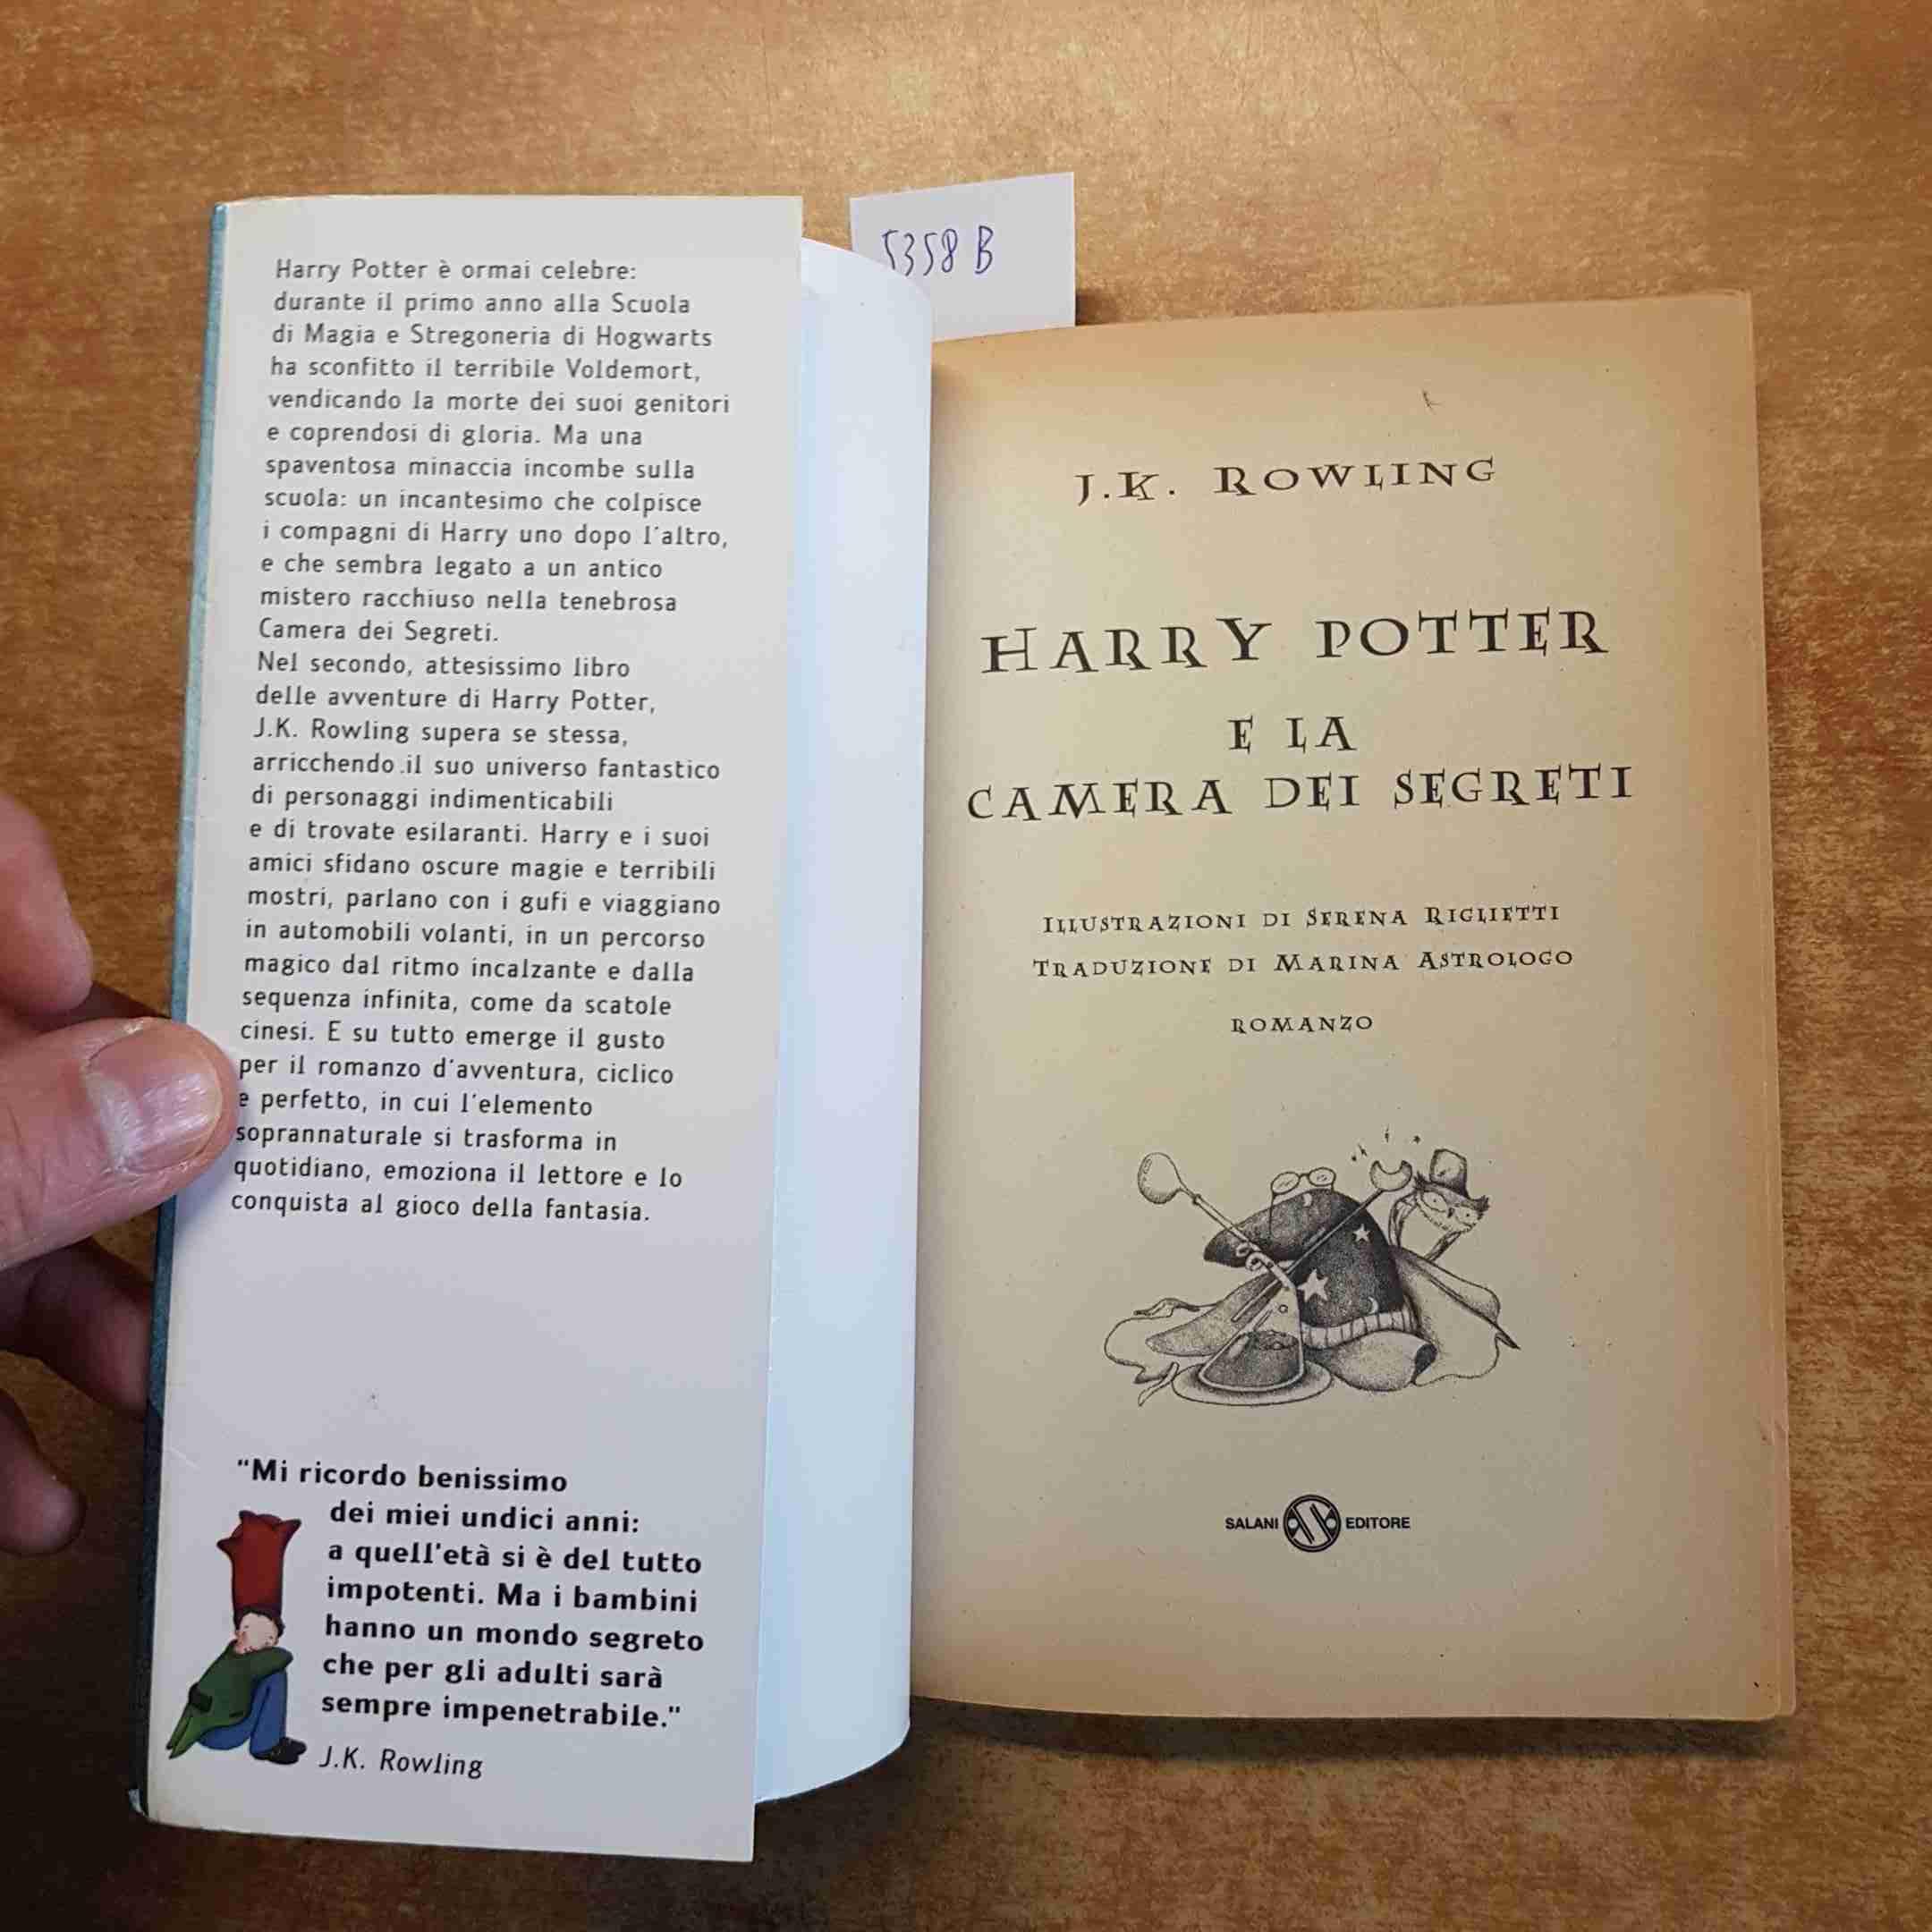 Harry Potter è ormai celebre:
durante il primo anno alla Scuola
di Magia e Stregoneria di Hogwarts
ha sconfitto il terribile Voldemort,
vendicando la morte dei suoi genitori
e coprendosi di gloria. Ma una
spaventosa minaccia incombe sulla
scuola: un incantesimo che colpisce
i compagni di Harry uno dopo l'altro,
e che sembra legato a un antico
mistero racchiuso nella tenebrosa
Camera dei Segreti.
Nel secondo, attesissimo libro
delle avventure di Harry Potter,
J.K. Rowling supera se stessa,
arricchendo il suo universo fantastico
di personaggi indimenticabili
e di trovate esilaranti. Harry e i suoi
amici sfidano oscure magie e terribili
mostri, parlano con i gufi e viaggiano
in automobili volanti, in un percorso
magico dal ritmo incalzante e dalla
sequenza infinita, come da scatole
cinesi. E su tutto emerge il gusto
per il romanzo d'avventura, ciclico
e perfetto, in cui l'elemento
soprannaturale si trasforma in
quotidiano, emoziona il lettore e lo
conquista al gioco della fantasia.
"Mi ricordo benissimo
dei miei undici anni:
a quell'età si è del tutto
impotenti. Ma i bambini
hanno un mondo segreto
che per gli adulti sarà
sempre impenetrabile."
J.K. Rowling
5358 B
J.K. ROWLING
HARRY POTTER
E LA
CAMERA DEI SEGRETI
ILLUSTRAZIONI DI SERENA RIGLIETTI
TRADUZIONE DI MARINA ASTROLOGO
ROMANZO
SALANI EDITORE